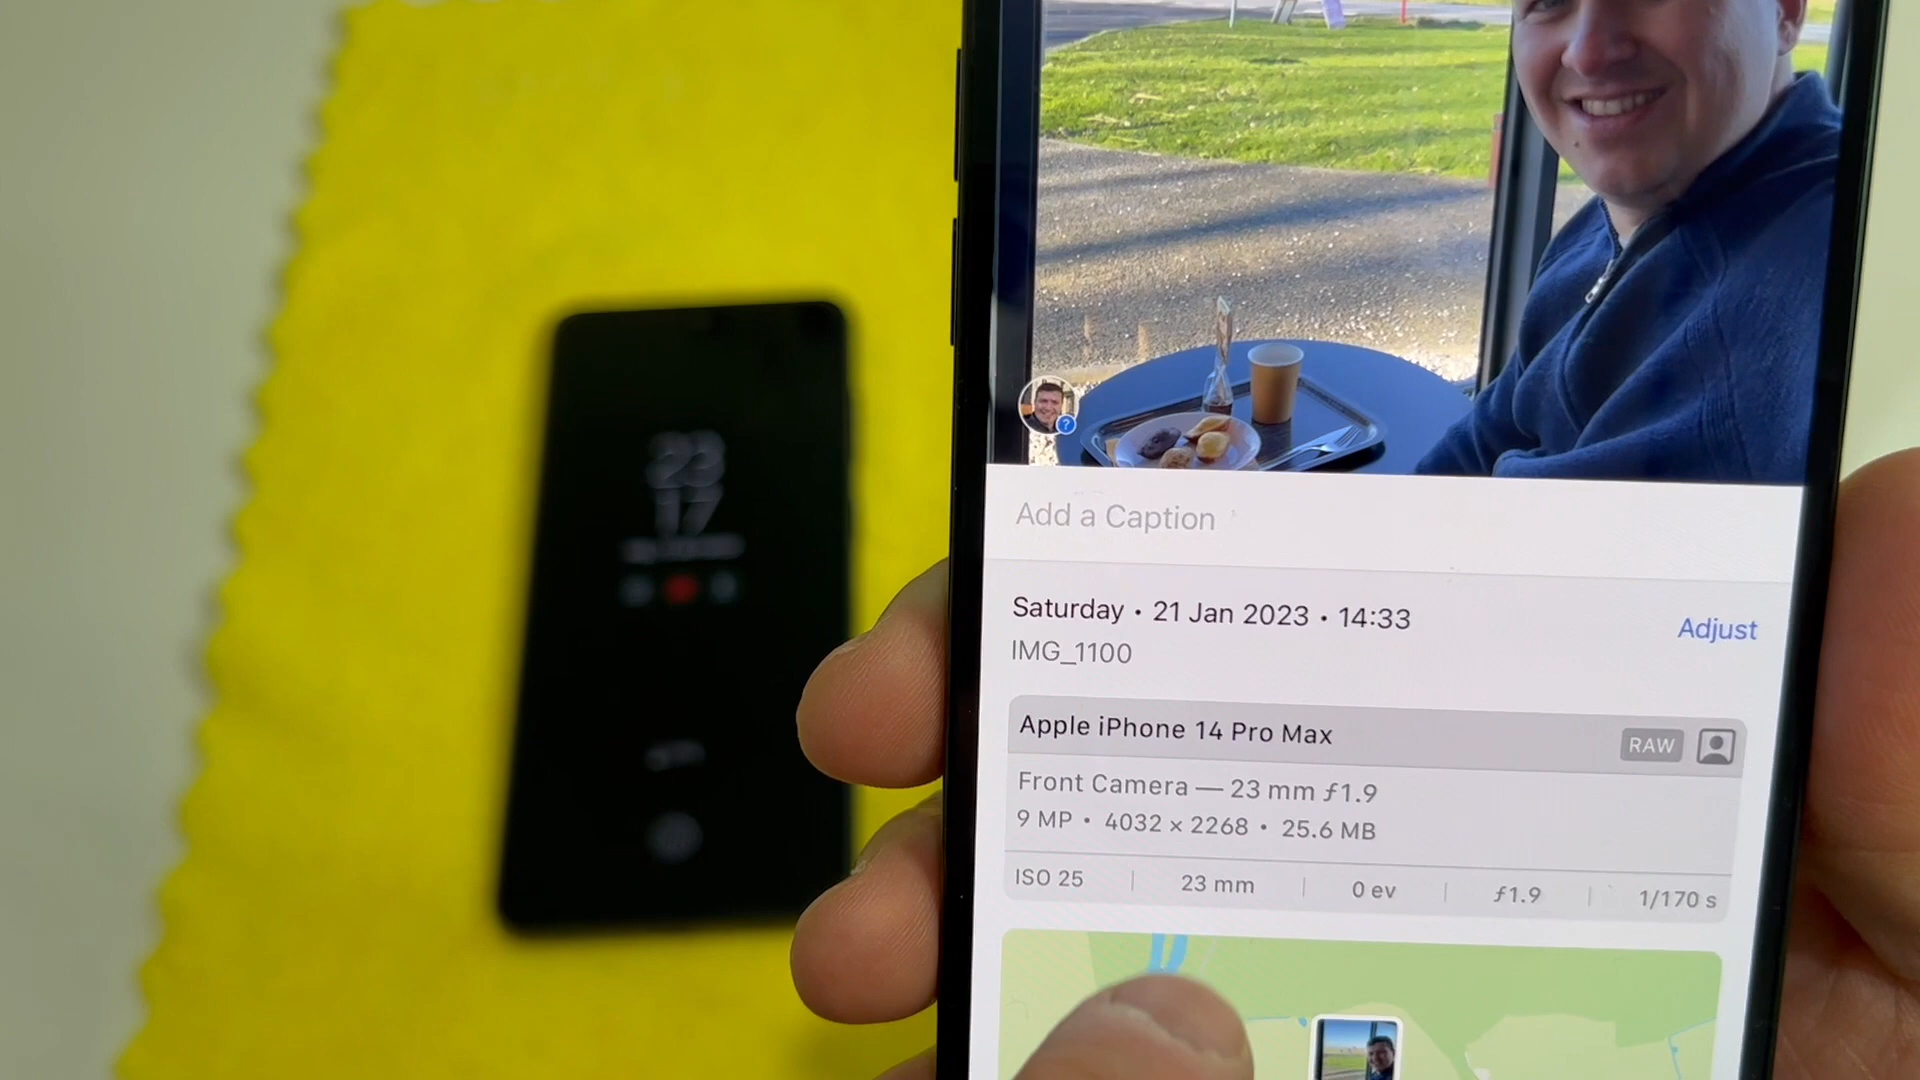 23
17
?
Add a Caption
Saturday • 21 Jan 2023 • 14:33
Adjust
IMG_1100
Apple iPhone 14 Pro Max
RAW
Front Camera — 23 mm ƒ1.9
9 MP • 4032 × 2268 • 25.6 MB
ISO 25 | 23 mm | 0 ev | ƒ1.9 | 1/170 s